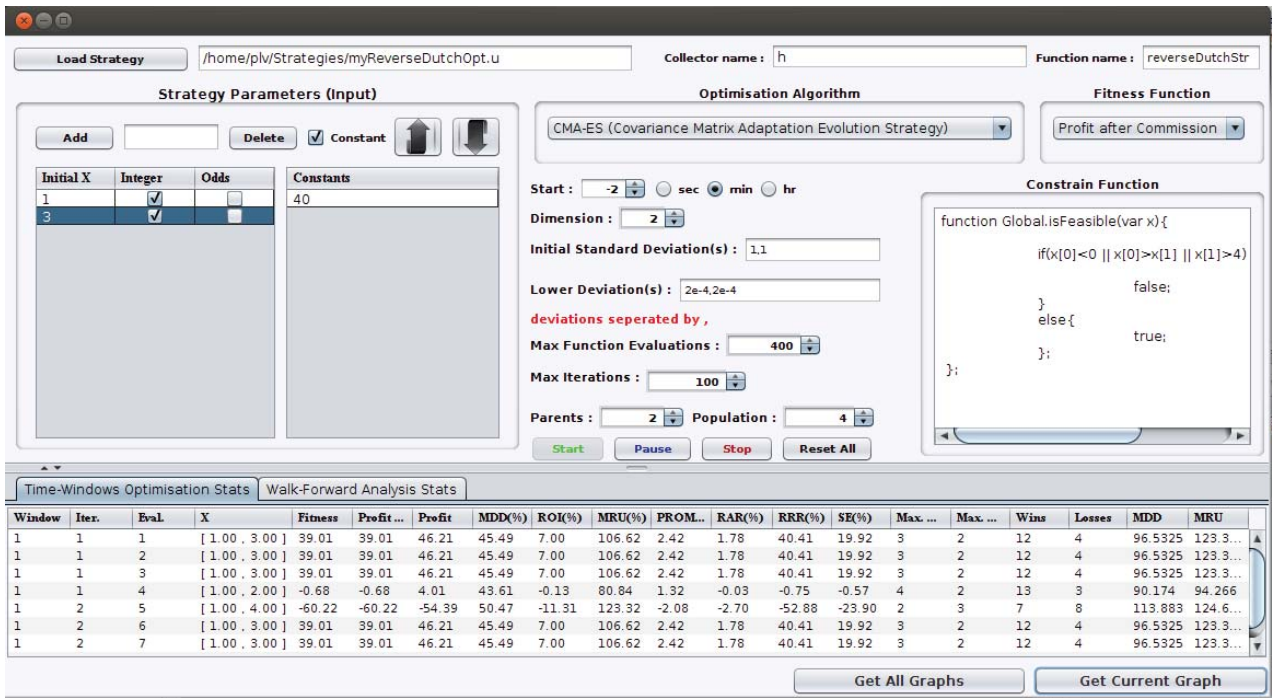 Load Strategy /home/plv/Strategies/myReverseDutchOpt.u Collector name : h Function name : reverseDutchStr
Strategy Parameters (Input)
Add Delete Constant
Initial X Integer Odds Constants
1 40
3
Optimisation Algorithm
CMA-ES (Covariance Matrix Adaptation Evolution Strategy)
Fitness Function
Profit after Commission
Start : -2 sec min hr
Dimension : 2
Initial Standard Deviation(s) : 1,1
Lower Deviation(s) : 2e-4,2e-4
deviations seperated by ,
Max Function Evaluations : 400
Max Iterations : 100
Parents : 2 Population : 4
Start Pause Stop Reset All
Constrain Function
function Global.isFeasible(var x){
if(x[0]<0 || x[0]>x[1] || x[1]>4)
false;
}
else{
true;
};
};
Time-Windows Optimisation Stats Walk-Forward Analysis Stats
Window Iter. Eval. X Fitness Profit ... Profit MDD(%) ROI(%) MRU(%) PROM... RAR(%) RRR(%) SE(%) Max. ... Max. ... Wins Losses MDD MRU
1 1 1 [ 1.00 , 3.00 ] 39.01 39.01 46.21 45.49 7.00 106.62 2.42 1.78 40.41 19.92 3 2 12 4 96.5325 123.3...
1 1 2 [ 1.00 , 3.00 ] 39.01 39.01 46.21 45.49 7.00 106.62 2.42 1.78 40.41 19.92 3 2 12 4 96.5325 123.3...
1 1 3 [ 1.00 , 3.00 ] 39.01 39.01 46.21 45.49 7.00 106.62 2.42 1.78 40.41 19.92 3 2 12 4 96.5325 123.3...
1 1 4 [ 1.00 , 2.00 ] -0.68 -0.68 4.01 43.61 -0.13 80.84 1.32 -0.03 -0.75 -0.57 4 2 13 3 90.174 94.266
1 2 5 [ 1.00 , 4.00 ] -60.22 -60.22 -54.39 50.47 -11.31 123.32 -2.08 -2.70 -52.88 -23.90 2 3 7 8 113.883 124.6...
1 2 6 [ 1.00 , 3.00 ] 39.01 39.01 46.21 45.49 7.00 106.62 2.42 1.78 40.41 19.92 3 2 12 4 96.5325 123.3...
1 2 7 [ 1.00 , 3.00 ] 39.01 39.01 46.21 45.49 7.00 106.62 2.42 1.78 40.41 19.92 3 2 12 4 96.5325 123.3...
Get All Graphs Get Current Graph